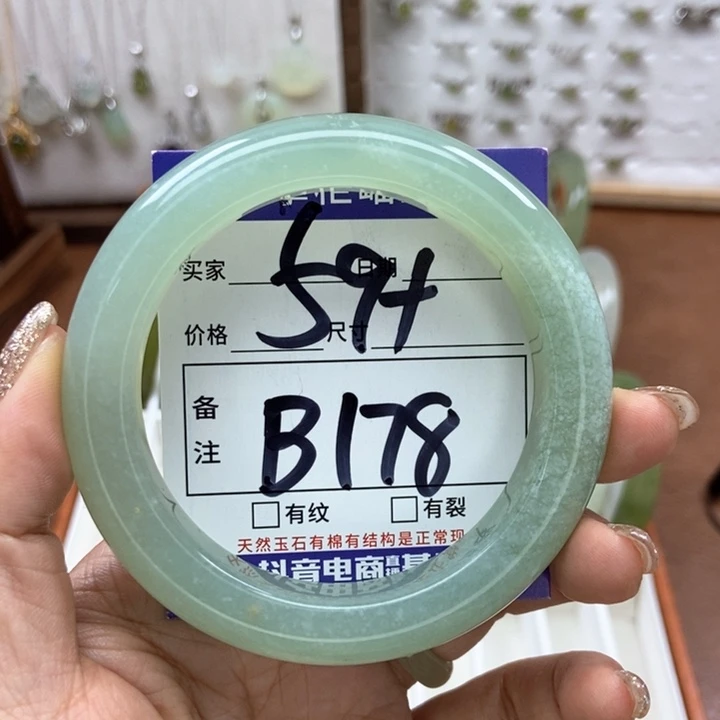 买家 日期
59+
价格 尺寸
备注
B178
有纹 有裂
天然玉石有棉有结构是正常现
抖音电商